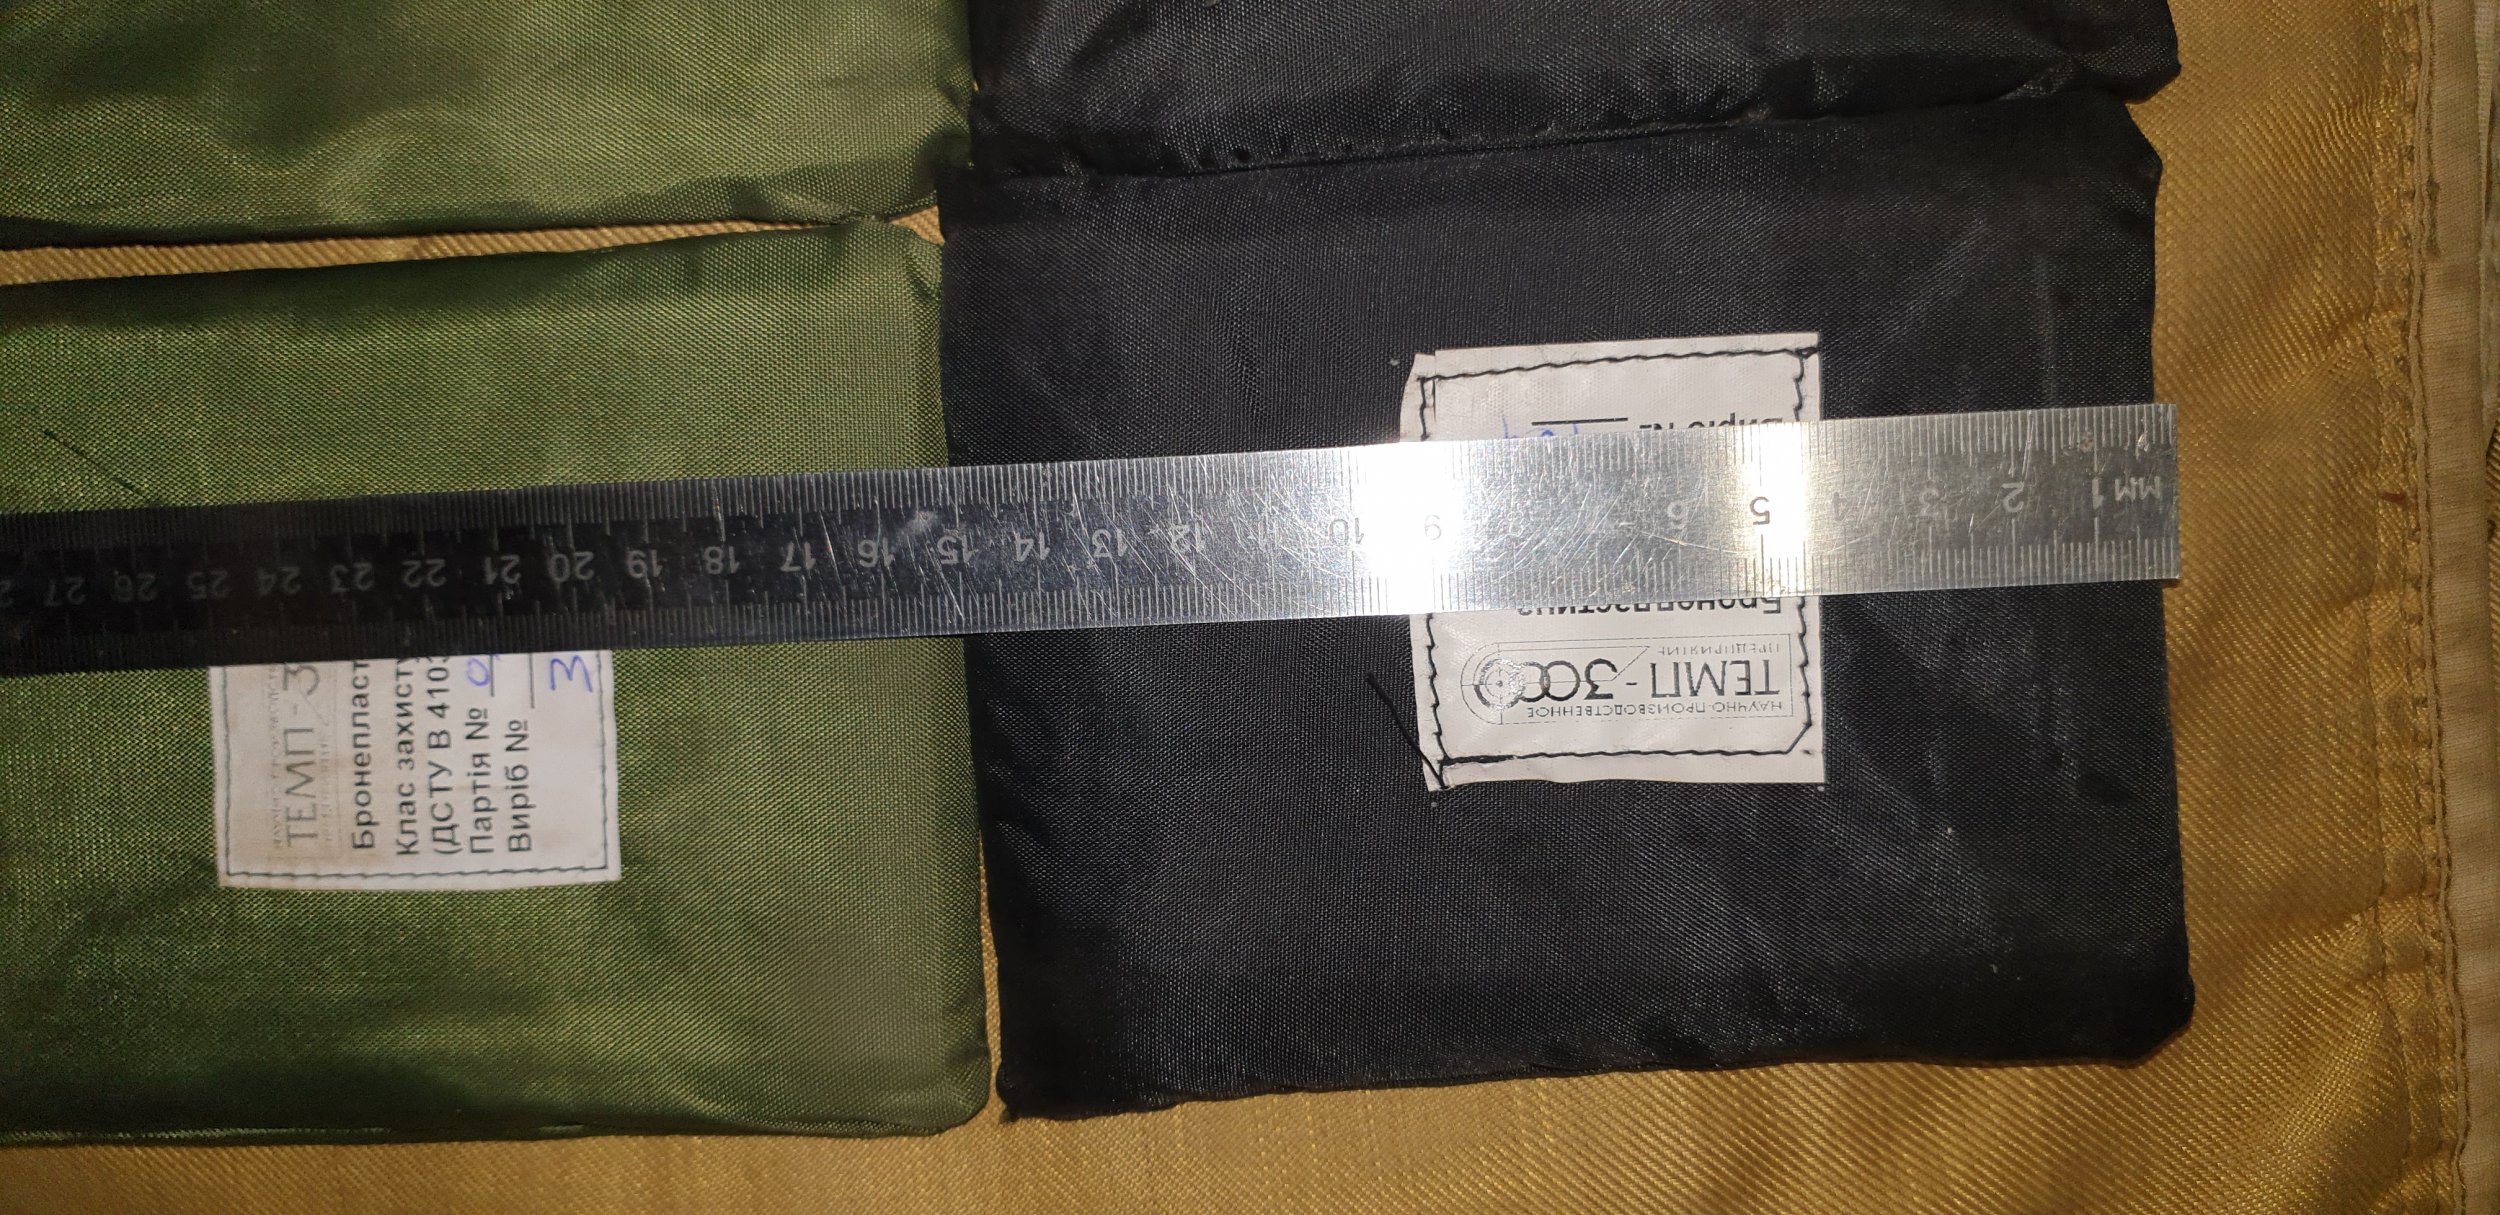 ТЕМП-3
Бронепласт
Клас захисту
(ДСТУ В 4103
Партія №
Виріб № 3
27 26 25 24 23 22 21 20 19 18 17 16 15 14 13 12 11 10 9 6 5 4 3 2 1 мм
НАУЧНО-ПРОИЗВОДСТВЕННОЕ
ТЕМП-3000
ПРЕДПРИЯТИЕ
Бронепластина
Виріб №